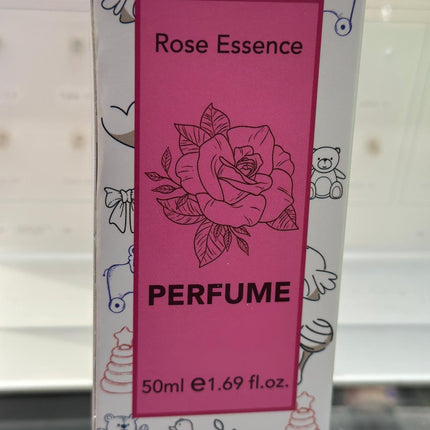 Rose Essence
PERFUME
50ml ℮1.69 fl.oz.